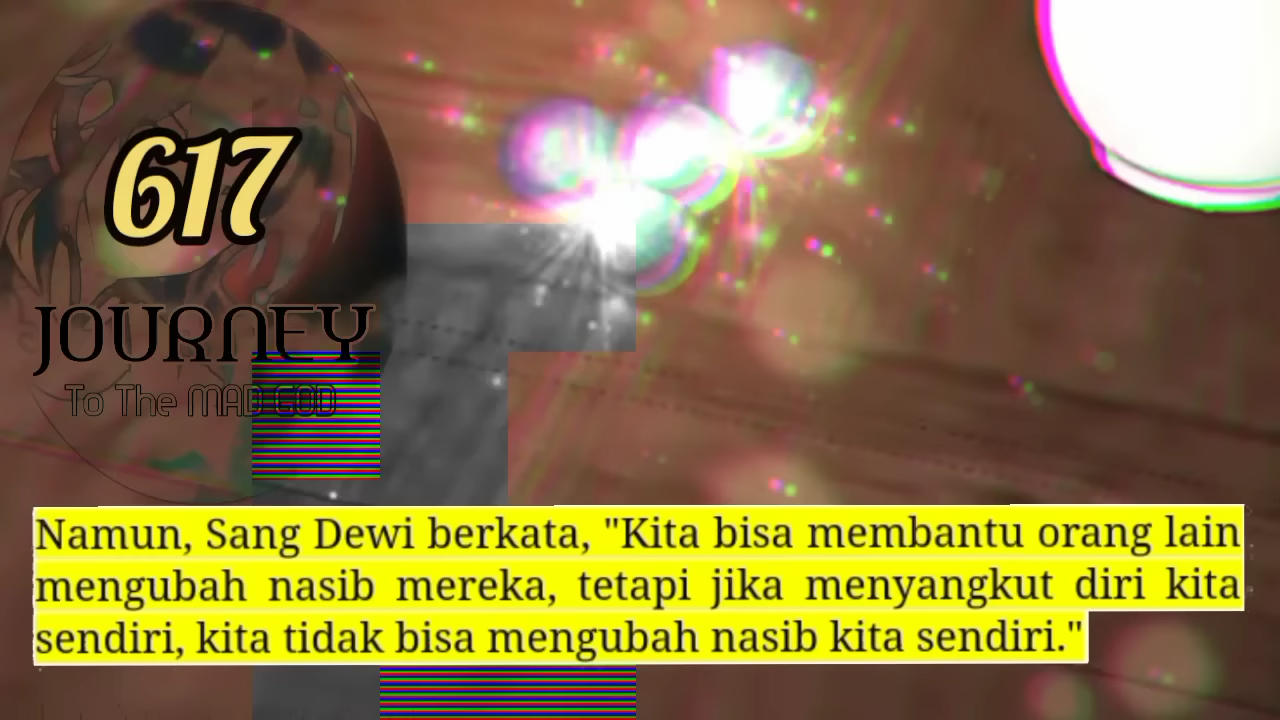 617
JOURNEY
To The MAD GOD
Namun, Sang Dewi berkata, "Kita bisa membantu orang lain
mengubah nasib mereka, tetapi jika menyangkut diri kita
sendiri, kita tidak bisa mengubah nasib kita sendiri."